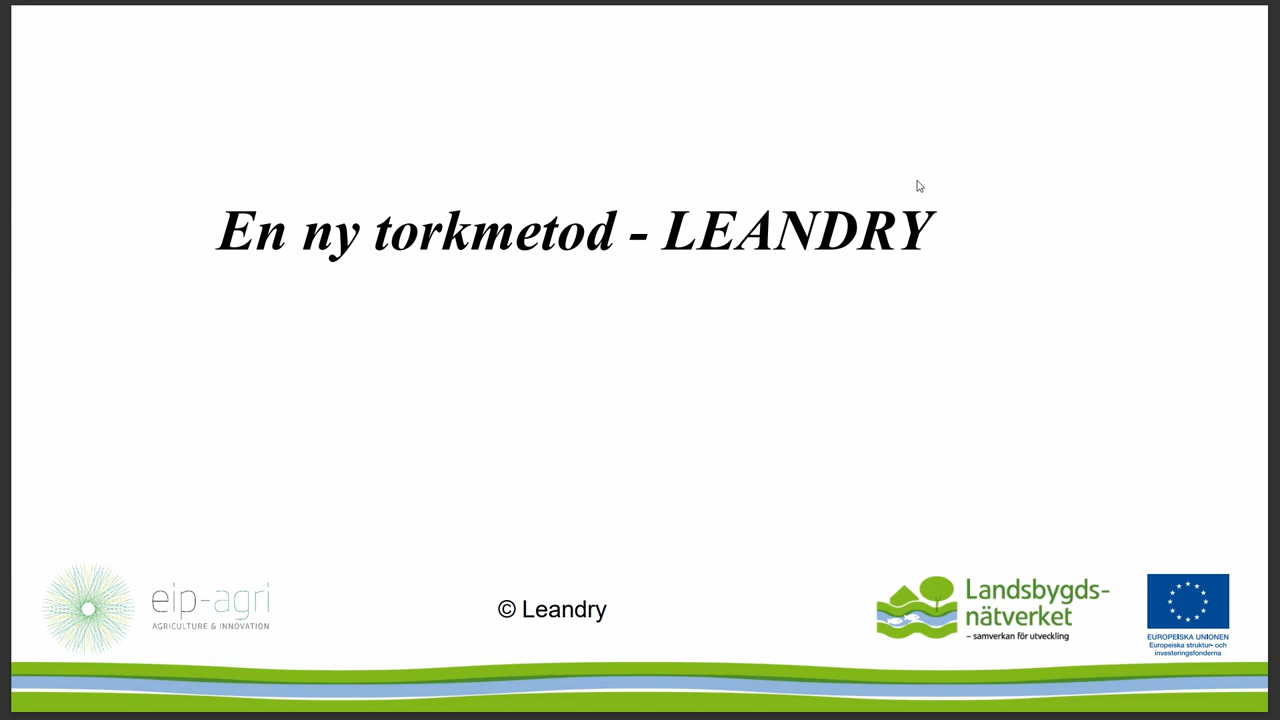 En ny torkmetod - LEANDRY
eip-agri
AGRICULTURE & INNOVATION
© Leandry
Landsbygds-
nätverket
– samverkan för utveckling
EUROPEISKA UNIONEN
Europeiska struktur- och
investeringsfonderna